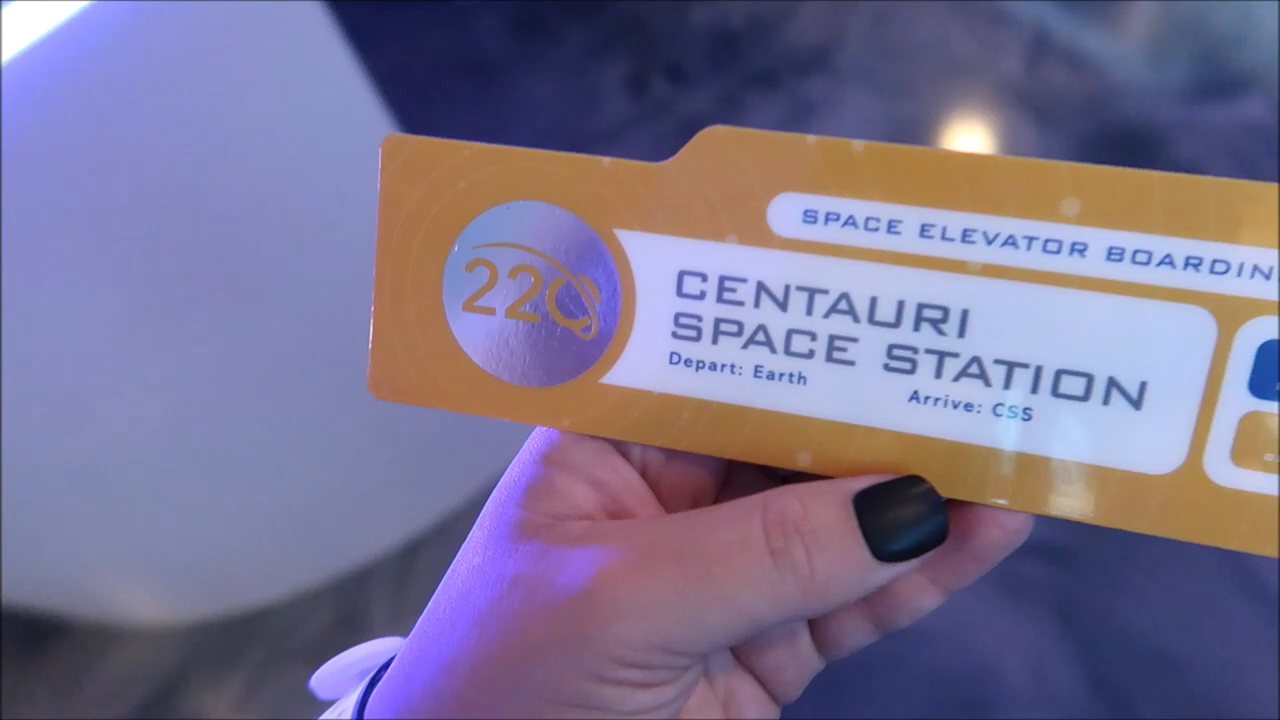 220
SPACE ELEVATOR BOARDIN
CENTAURI
SPACE STATION
Depart: Earth
Arrive: CSS